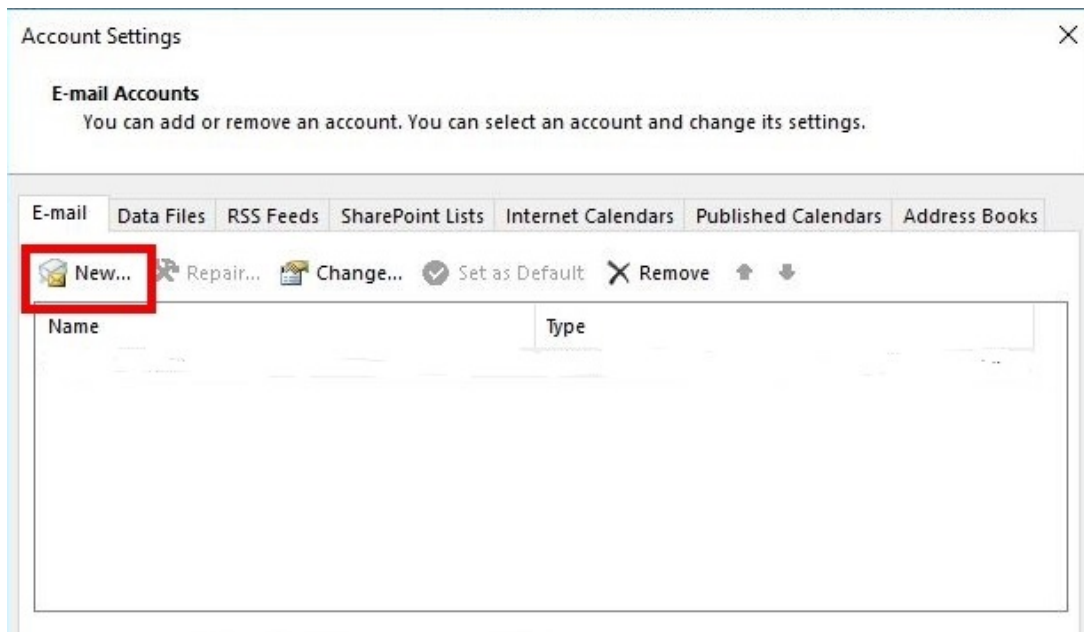 Account Settings
E-mail Accounts
You can add or remove an account. You can select an account and change its settings.
E-mail Data Files RSS Feeds SharePoint Lists Internet Calendars Published Calendars Address Books
New... Repair... Change... Set as Default Remove
Name Type